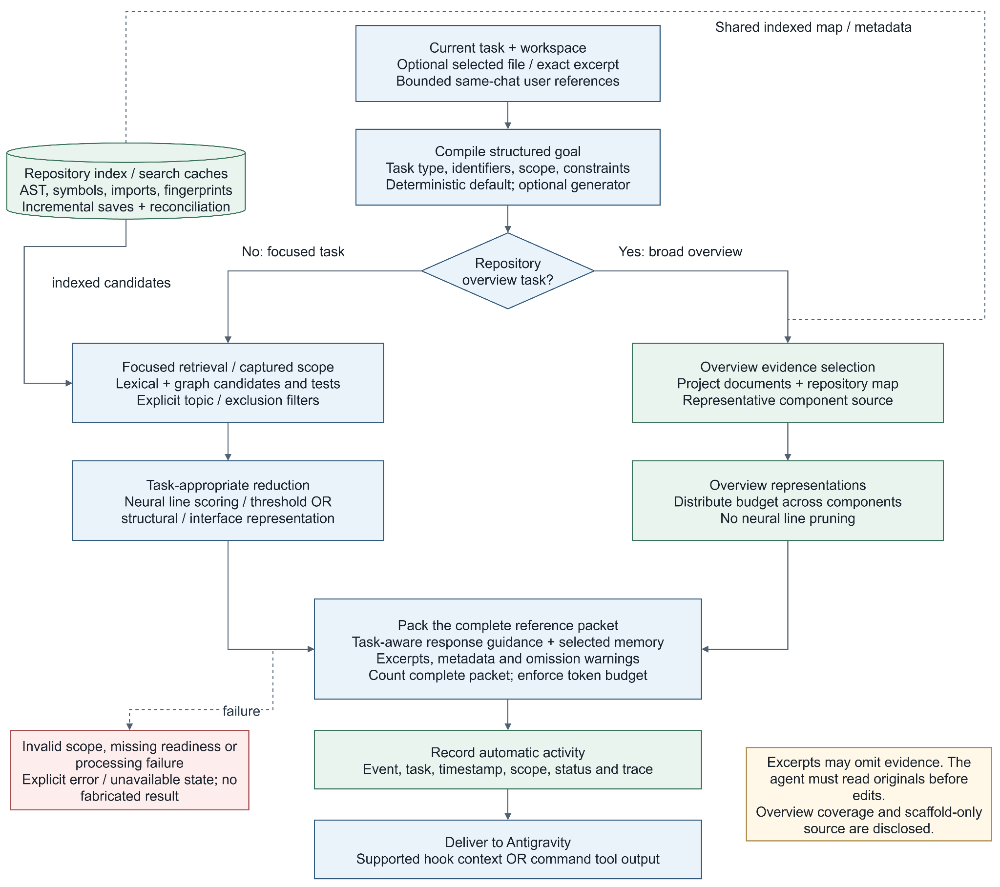 Shared indexed map / metadata
Current task + workspace
Optional selected file / exact excerpt
Bounded same-chat user references
Compile structured goal
Task type, identifiers, scope, constraints
Deterministic default; optional generator
Repository index / search caches
AST, symbols, imports, fingerprints
Incremental saves + reconciliation
No: focused task
Yes: broad overview
Repository
overview task?
indexed candidates
Focused retrieval / captured scope
Lexical + graph candidates and tests
Explicit topic / exclusion filters
Overview evidence selection
Project documents + repository map
Representative component source
Task-appropriate reduction
Neural line scoring / threshold OR
structural / interface representation
Overview representations
Distribute budget across components
No neural line pruning
Pack the complete reference packet
Task-aware response guidance + selected memory
Excerpts, metadata and omission warnings
Count complete packet; enforce token budget
failure
Invalid scope, missing readiness or
processing failure
Explicit error / unavailable state; no
fabricated result
Record automatic activity
Event, task, timestamp, scope, status and trace
Excerpts may omit evidence. The
agent must read originals before
edits.
Overview coverage and scaffold-only
source are disclosed.
Deliver to Antigravity
Supported hook context OR command tool output